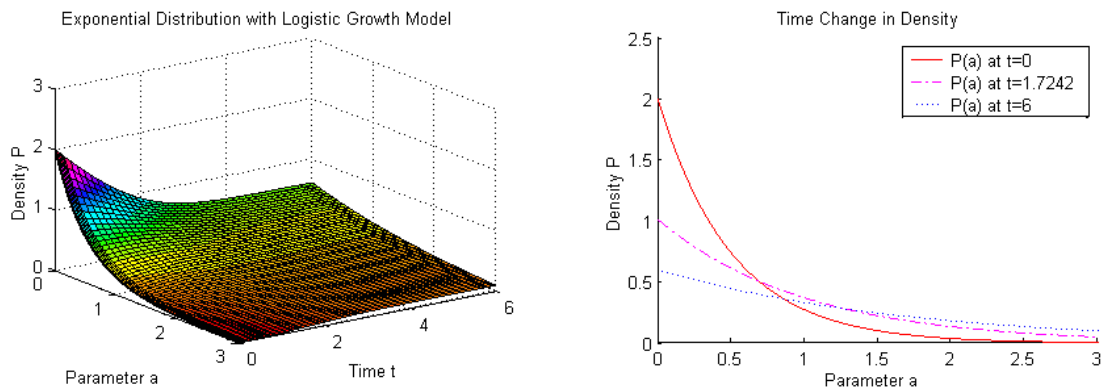 Exponential Distribution with Logistic Growth Model
3
2
1
0
Density P
0
1
2
3
Parameter a
0
2
4
6
Time t
Time Change in Density
P(a) at t=0
P(a) at t=1.7242
P(a) at t=6
2.5
2
1.5
1
0.5
0
Density P
0
0.5
1
1.5
2
2.5
3
Parameter a